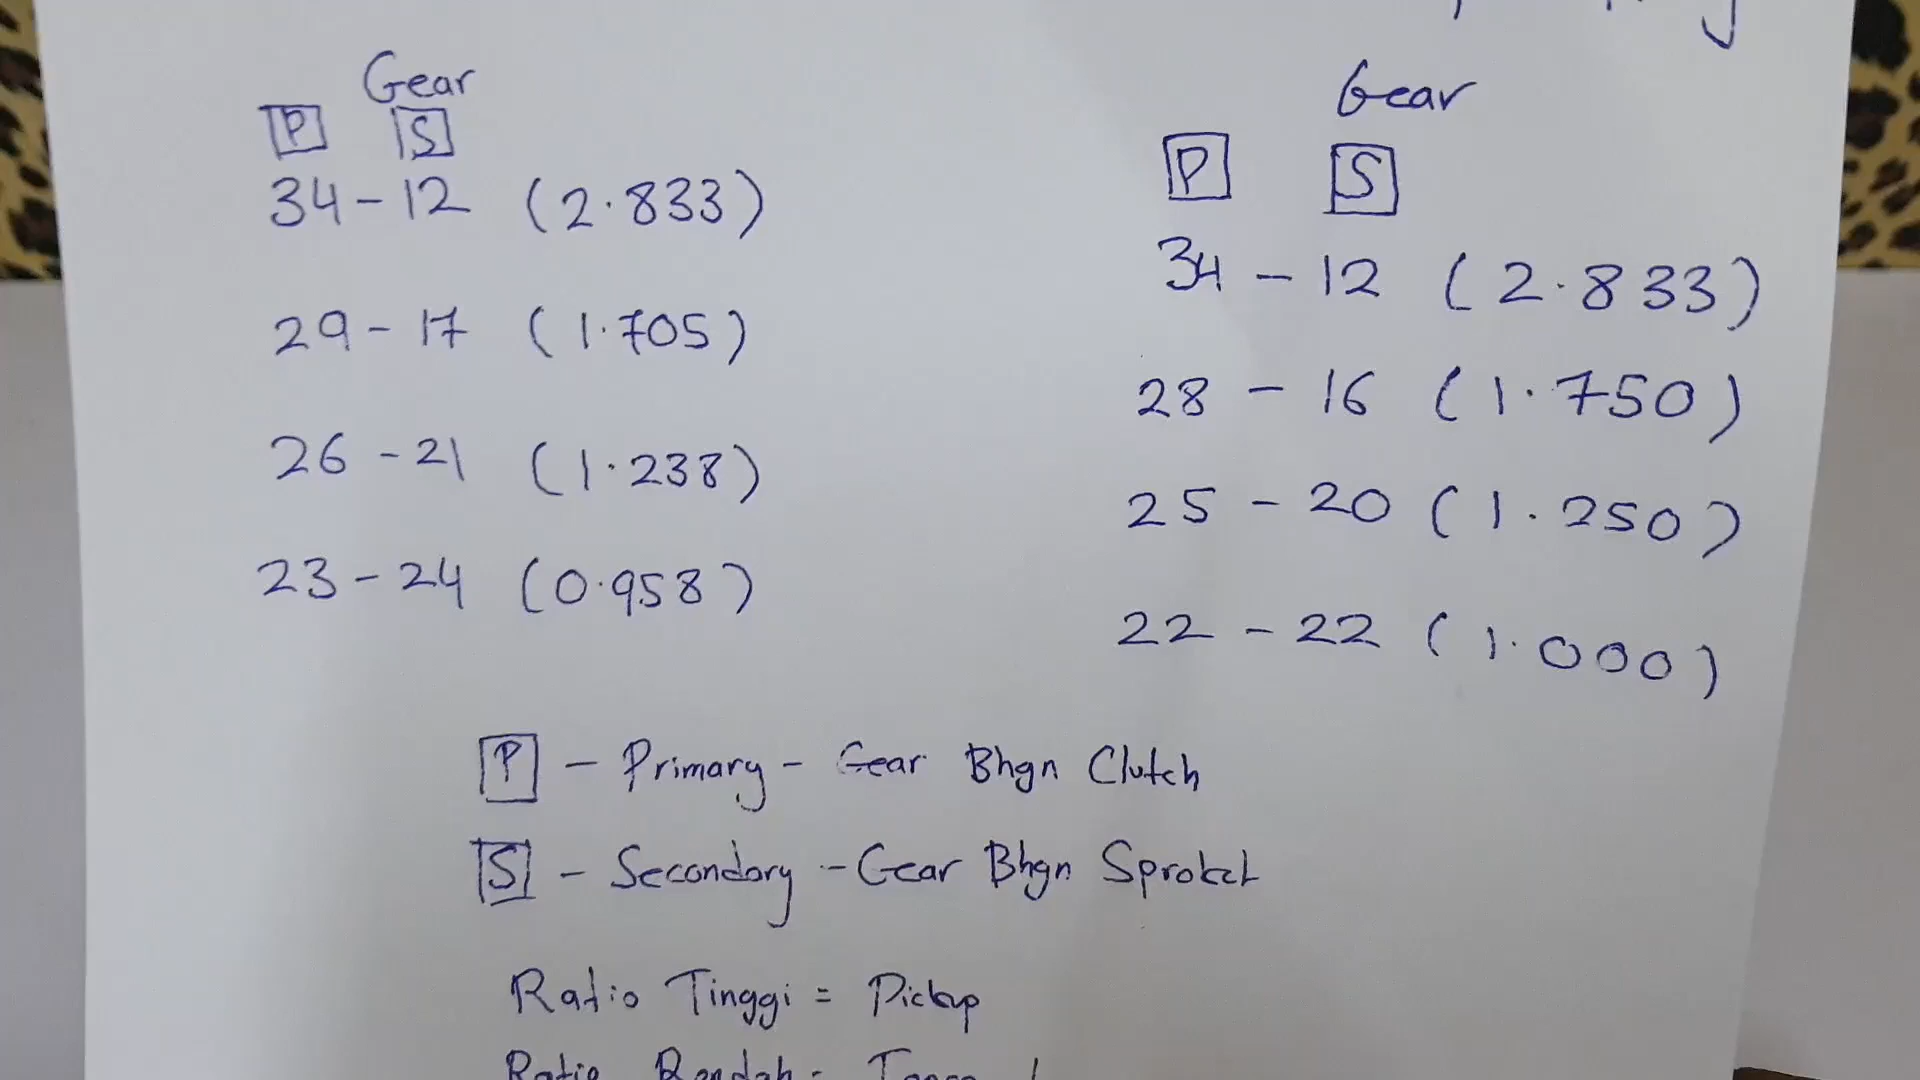 Gear
P S
34 - 12 (2.833)
29 - 17 (1.705)
26 - 21 (1.238)
23 - 24 (0.958)
Gear
P S
34 - 12 (2.833)
28 - 16 (1.750)
25 - 20 (1.250)
22 - 22 (1.000)
P - Primary - Gear Bhgn Clutch
S - Secondary - Gear Bhgn Sproket
Ratio Tinggi = Pickup
Ratio Rendah =